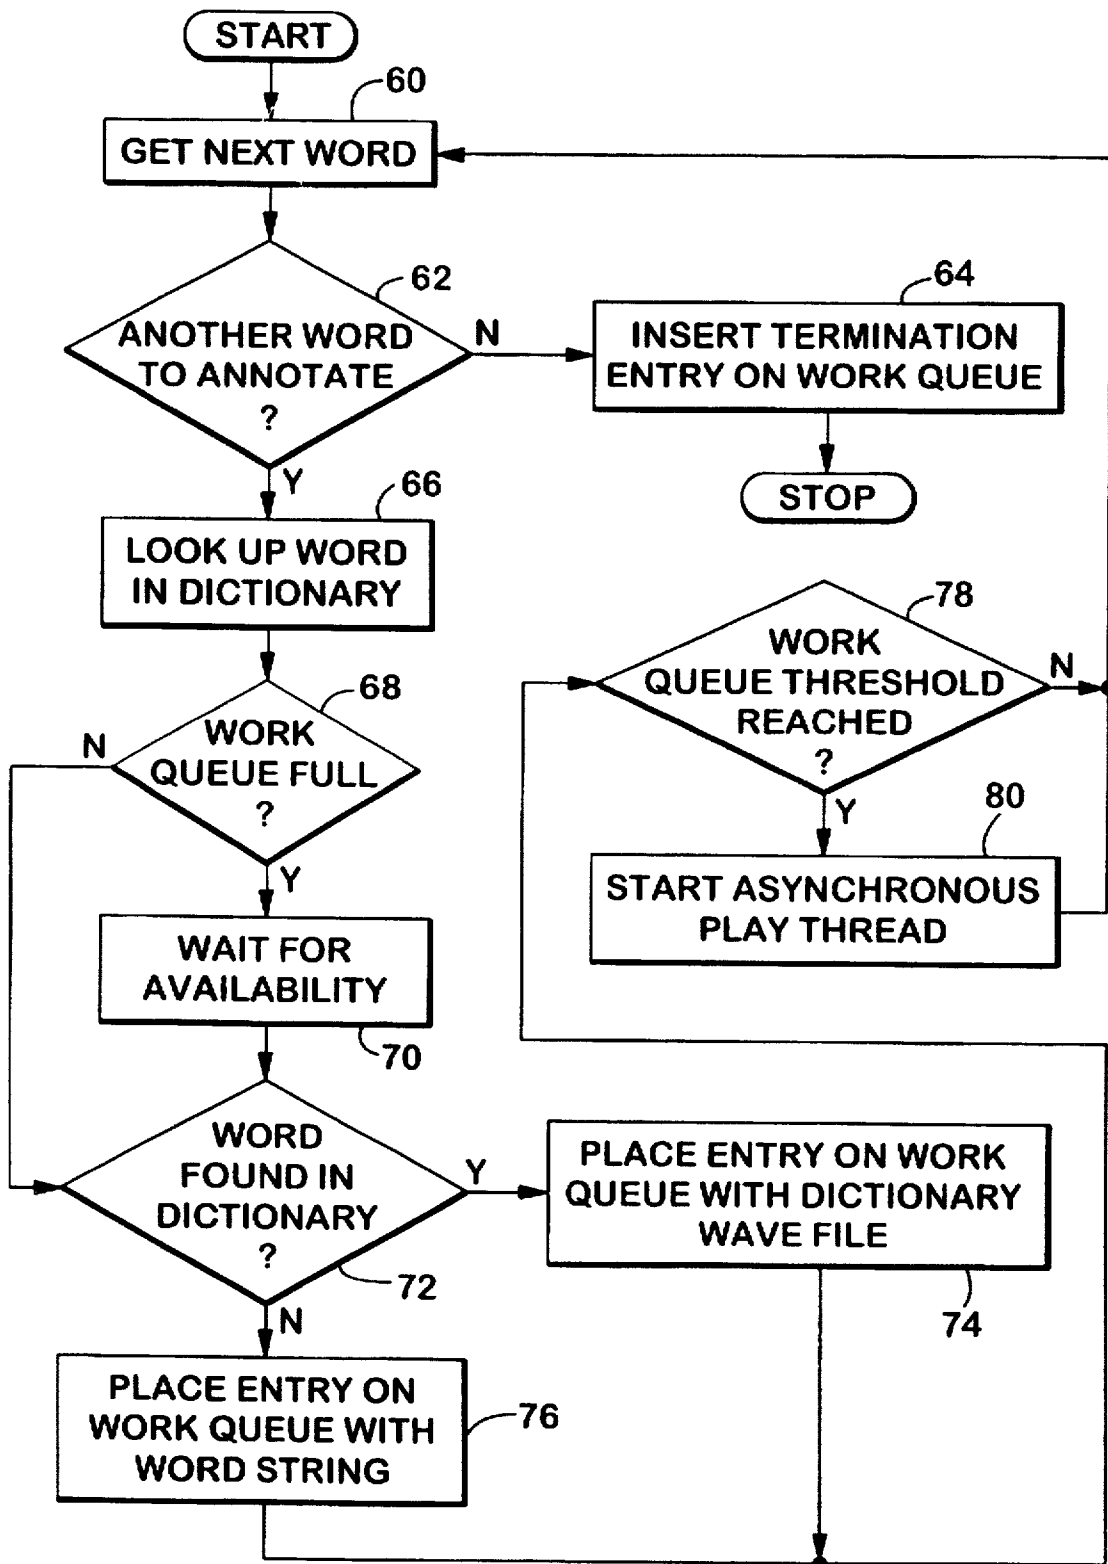 START
60
GET NEXT WORD
62
ANOTHER WORD
TO ANNOTATE
?
N
Y
64
INSERT TERMINATION
ENTRY ON WORK QUEUE
STOP
66
LOOK UP WORD
IN DICTIONARY
68
WORK
QUEUE FULL
?
N
Y
WAIT FOR
AVAILABILITY
70
WORD
FOUND IN
DICTIONARY
?
72
Y
N
PLACE ENTRY ON WORK
QUEUE WITH DICTIONARY
WAVE FILE
74
PLACE ENTRY ON
WORK QUEUE WITH
WORD STRING
76
78
WORK
QUEUE THRESHOLD
REACHED
?
N
Y
80
START ASYNCHRONOUS
PLAY THREAD